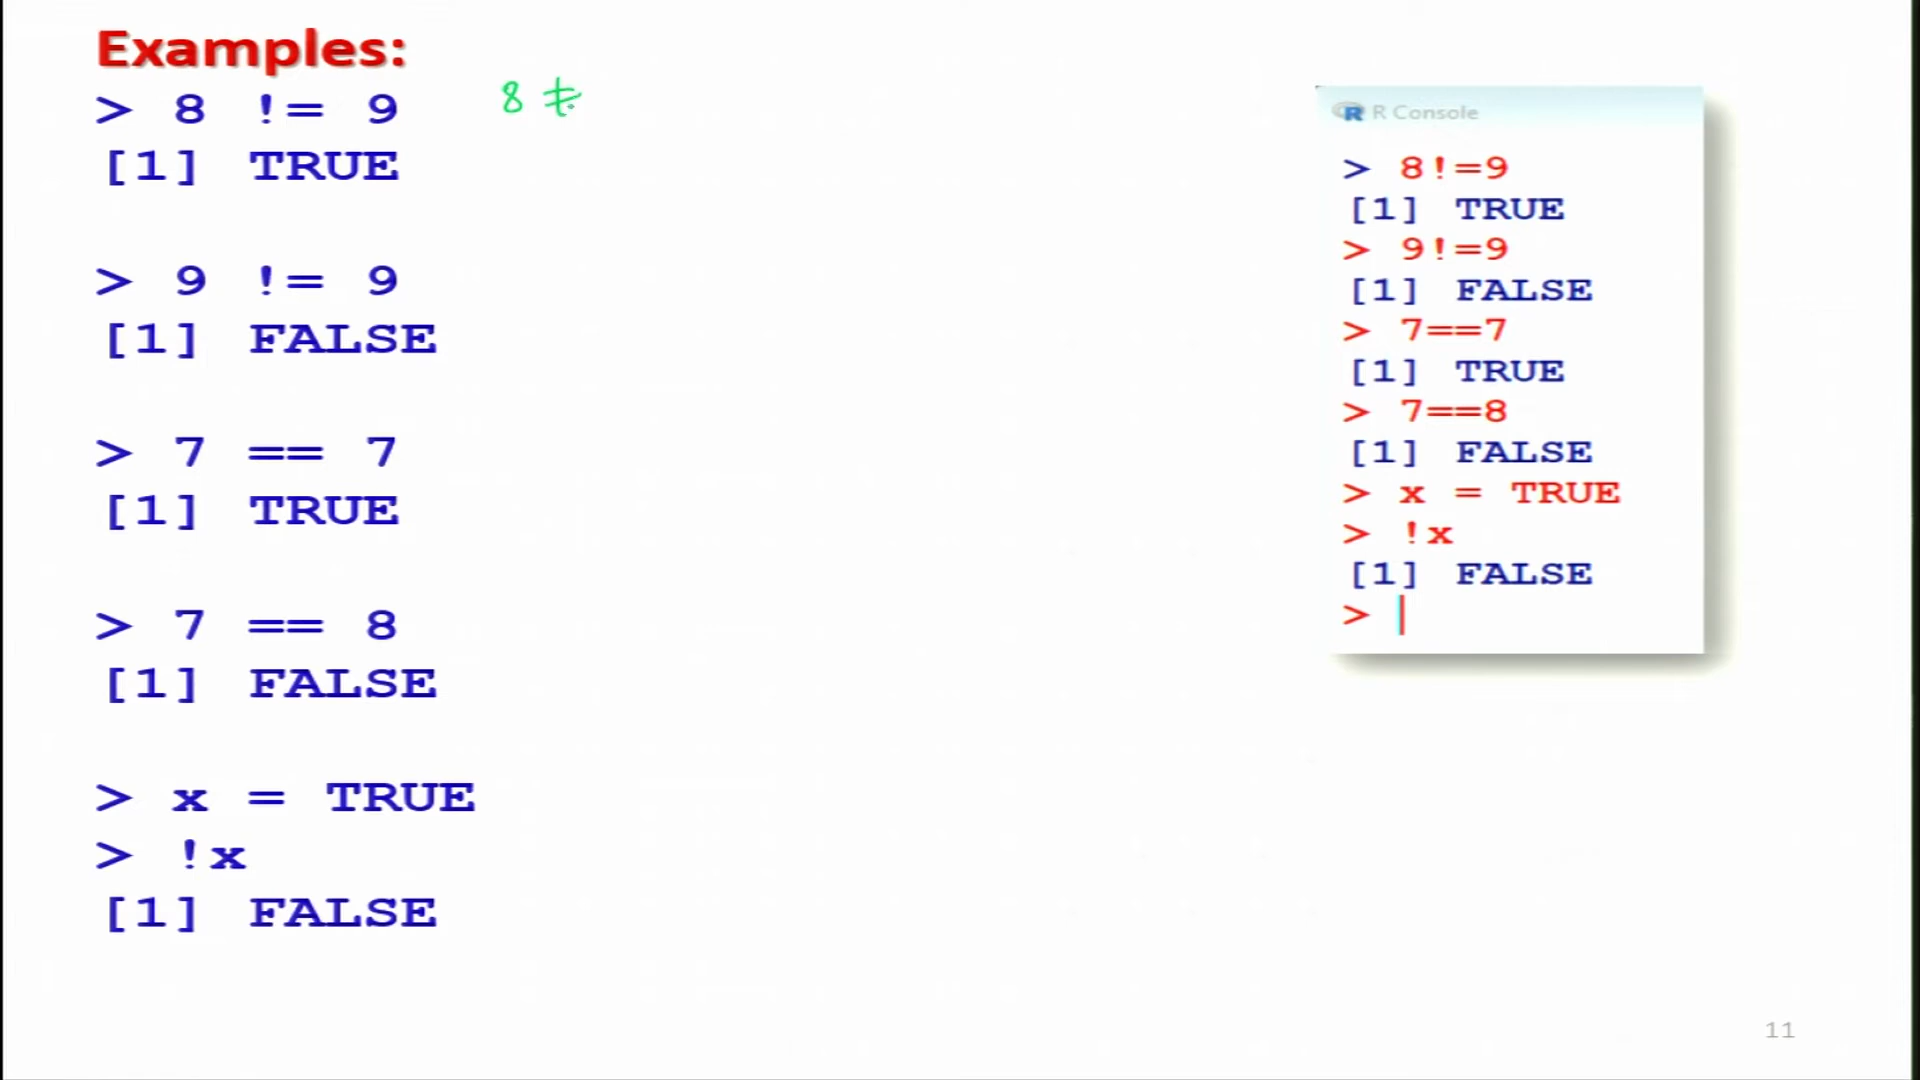 Examples:
> 8 != 9
8 ≠
[1] TRUE
> 9 != 9
[1] FALSE
> 7 == 7
[1] TRUE
> 7 == 8
[1] FALSE
> x = TRUE
> !x
[1] FALSE
R Console
> 8!=9
[1] TRUE
> 9!=9
[1] FALSE
> 7==7
[1] TRUE
> 7==8
[1] FALSE
> x = TRUE
> !x
[1] FALSE
>
11